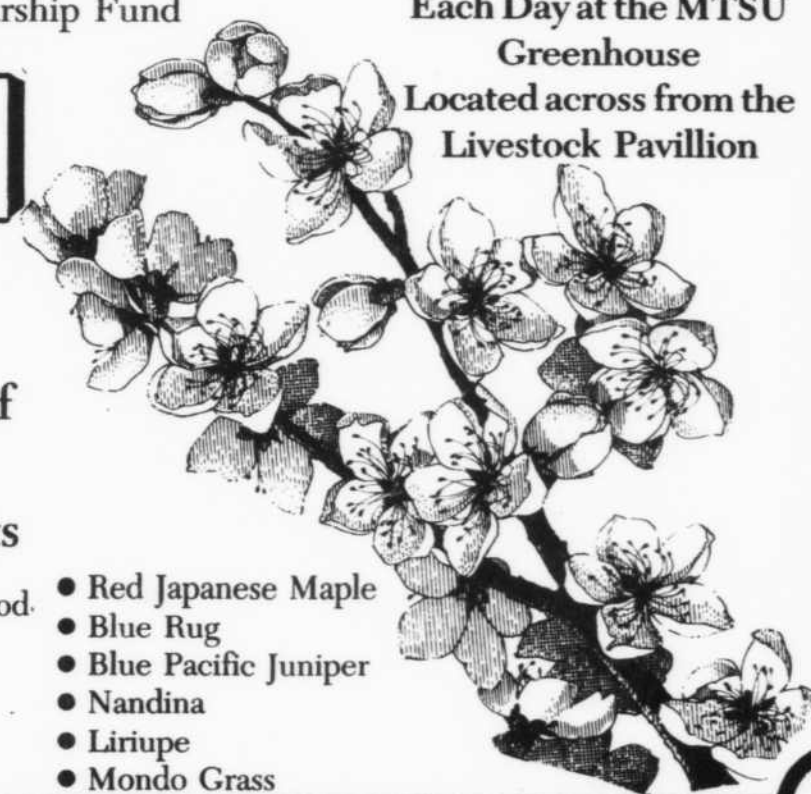 rship Fund
Each Day at the MTSU
Greenhouse
Located across from the
Livestock Pavillion
f
s
od.
● Red Japanese Maple
● Blue Rug
● Blue Pacific Juniper
● Nandina
● Liriupe
● Mondo Grass